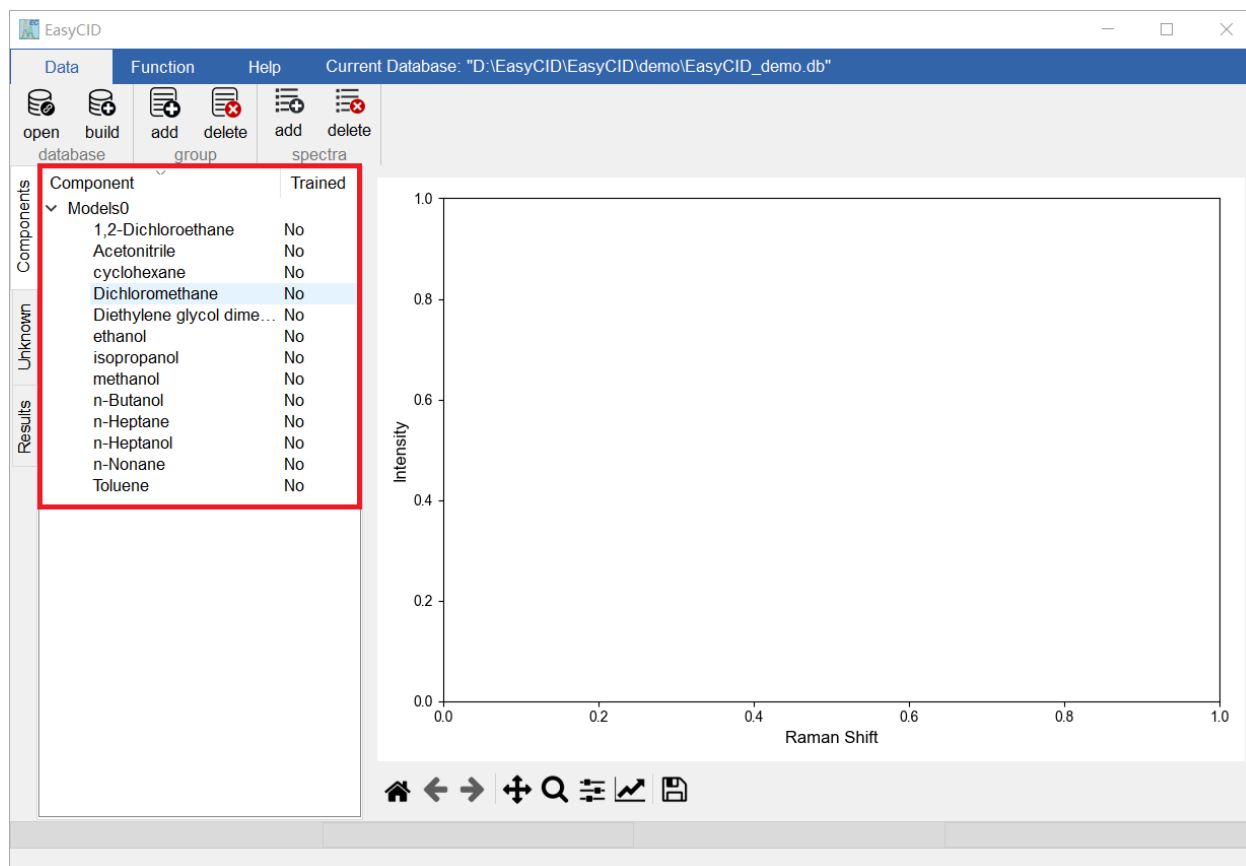 EasyCID
Data Function Help Current Database: "D:\EasyCID\EasyCID\demo\EasyCID_demo.db"
open build add delete add delete
database group spectra
Components
Unknown
Results
Component Trained
Models0
1,2-Dichloroethane No
Acetonitrile No
cyclohexane No
Dichloromethane No
Diethylene glycol dime... No
ethanol No
isopropanol No
methanol No
n-Butanol No
n-Heptane No
n-Heptanol No
n-Nonane No
Toluene No
1.0
0.8
0.6
0.4
0.2
0.0
Intensity
0.0 0.2 0.4 0.6 0.8 1.0
Raman Shift